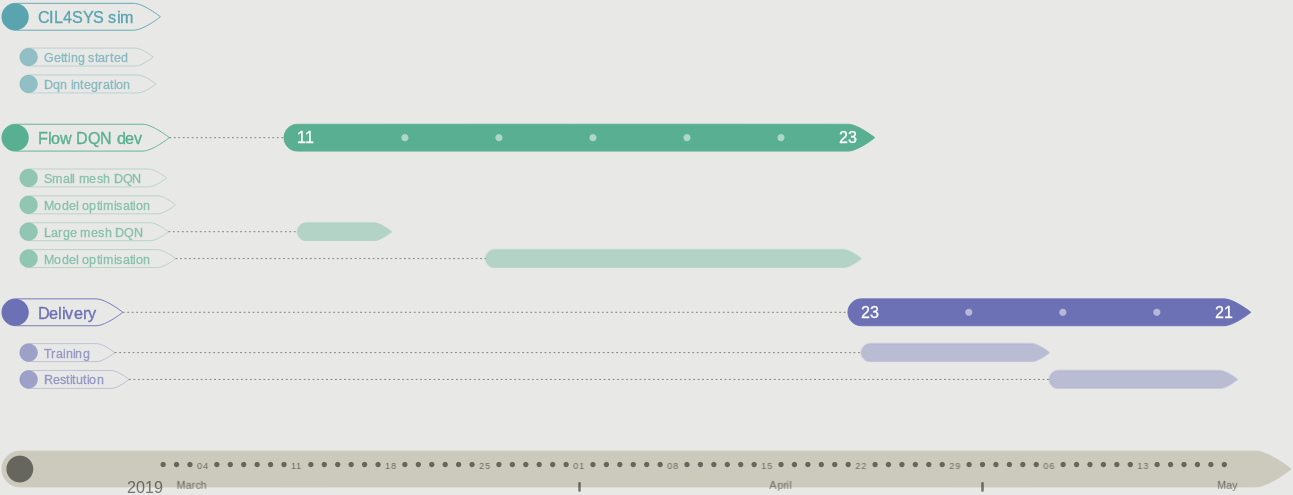 CIL4SYS sim
Getting started
Dqn integration
Flow DQN dev 11 23
Small mesh DQN
Model optimisation
Large mesh DQN
Model optimisation
Delivery 23 21
Training
Restitution
04 11 18 25 01 08 15 22 29 06 13
2019 March April May